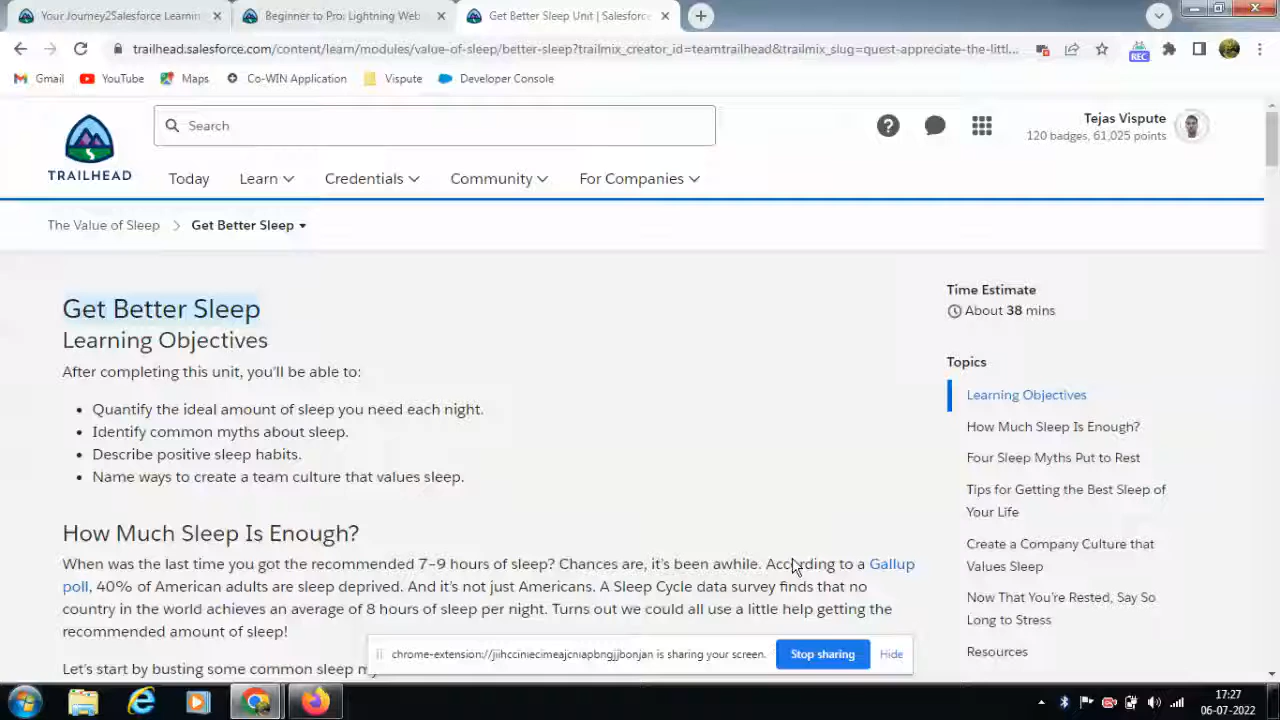 Your Journey2Salesforce Learnin
Beginner to Pro: Lightning Web
Get Better Sleep Unit | Salesforce
trailhead.salesforce.com/content/learn/modules/value-of-sleep/better-sleep?trailmix_creator_id=teamtrailhead&trailmix_slug=quest-appreciate-the-littl...
REC
Gmail
YouTube
Maps
Co-WIN Application
Vispute
Developer Console
TRAILHEAD
Search
Tejas Vispute
120 badges, 61,025 points
Today
Learn
Credentials
Community
For Companies
The Value of Sleep
Get Better Sleep
Get Better Sleep
Learning Objectives
After completing this unit, you'll be able to:
• Quantify the ideal amount of sleep you need each night.
• Identify common myths about sleep.
• Describe positive sleep habits.
• Name ways to create a team culture that values sleep.
How Much Sleep Is Enough?
When was the last time you got the recommended 7–9 hours of sleep? Chances are, it's been awhile. According to a Gallup
poll, 40% of American adults are sleep deprived. And it's not just Americans. A Sleep Cycle data survey finds that no
country in the world achieves an average of 8 hours of sleep per night. Turns out we could all use a little help getting the
recommended amount of sleep!
Let's start by busting some common sleep
Time Estimate
About 38 mins
Topics
Learning Objectives
How Much Sleep Is Enough?
Four Sleep Myths Put to Rest
Tips for Getting the Best Sleep of
Your Life
Create a Company Culture that
Values Sleep
Now That You're Rested, Say So
Long to Stress
Resources
chrome-extension://jiihcciniecimeajcniapbngjjbonjan is sharing your screen.
Stop sharing
Hide
17:27
06-07-2022